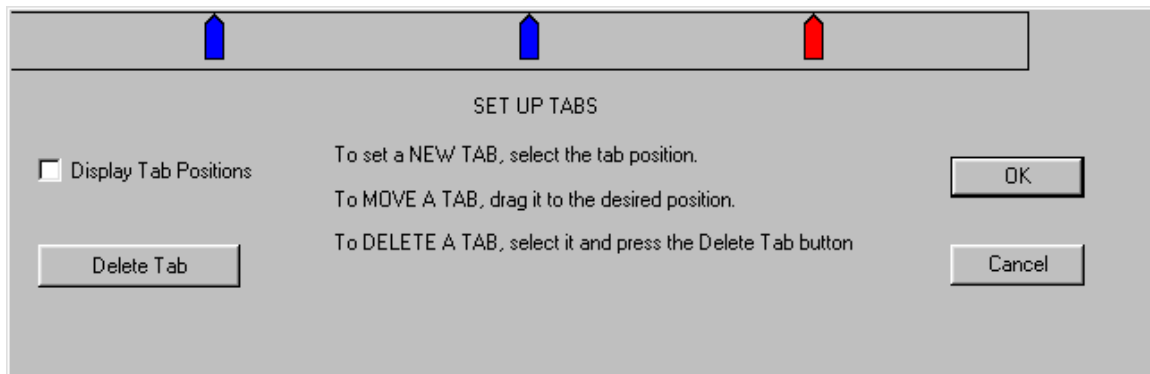 SET UP TABS
Display Tab Positions
To set a NEW TAB, select the tab position.
To MOVE A TAB, drag it to the desired position.
To DELETE A TAB, select it and press the Delete Tab button
Delete Tab
OK
Cancel